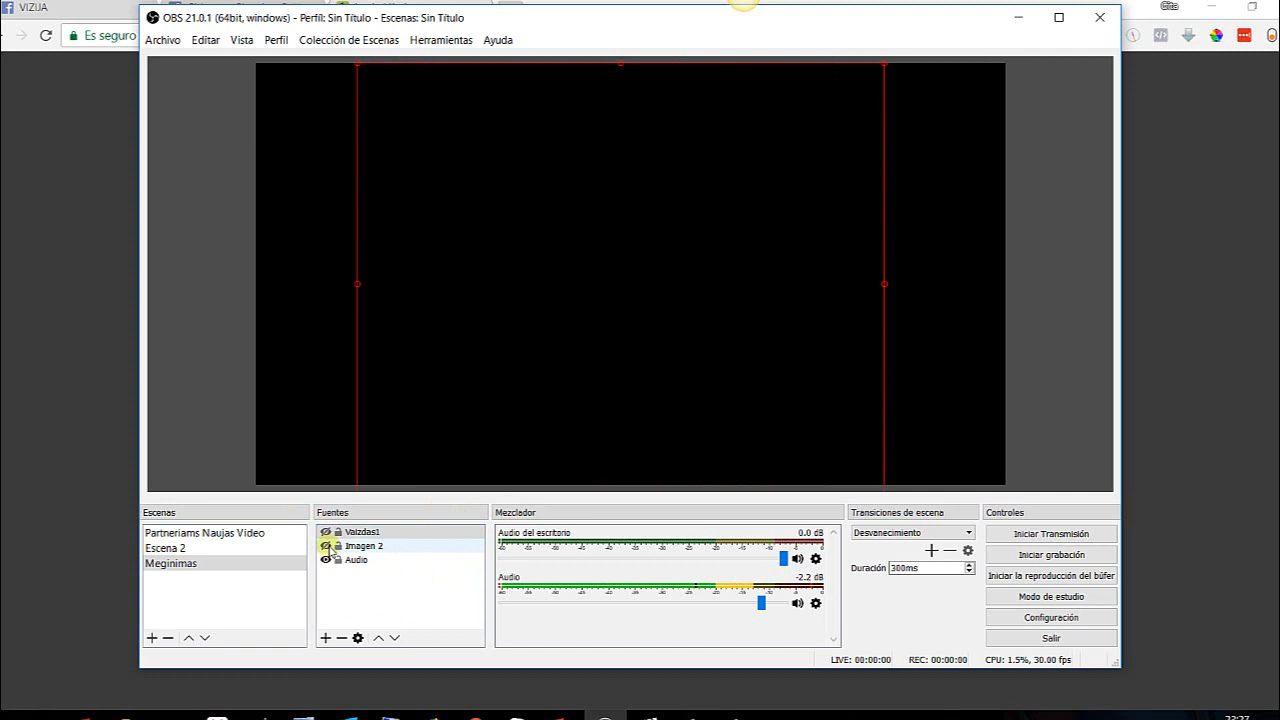 VIZIJA
Es seguro
Gita
OBS 21.0.1 (64bit, windows) - Perfil: Sin Título - Escenas: Sin Título
Archivo Editar Vista Perfil Colección de Escenas Herramientas Ayuda
Escenas
Partneriams Naujas Video
Escena 2
Meginimas
Fuentes
Vaizdas1
Imagen 2
Audio
Mezclador
Audio del escritorio 0.0 dB
Audio -2.2 dB
Transiciones de escena
Desvanecimiento
Duración 300ms
Controles
Iniciar Transmisión
Iniciar grabación
Iniciar la reproducción del búfer
Modo de estudio
Configuración
Salir
LIVE: 00:00:00 REC: 00:00:00 CPU: 1.5%, 30.00 fps